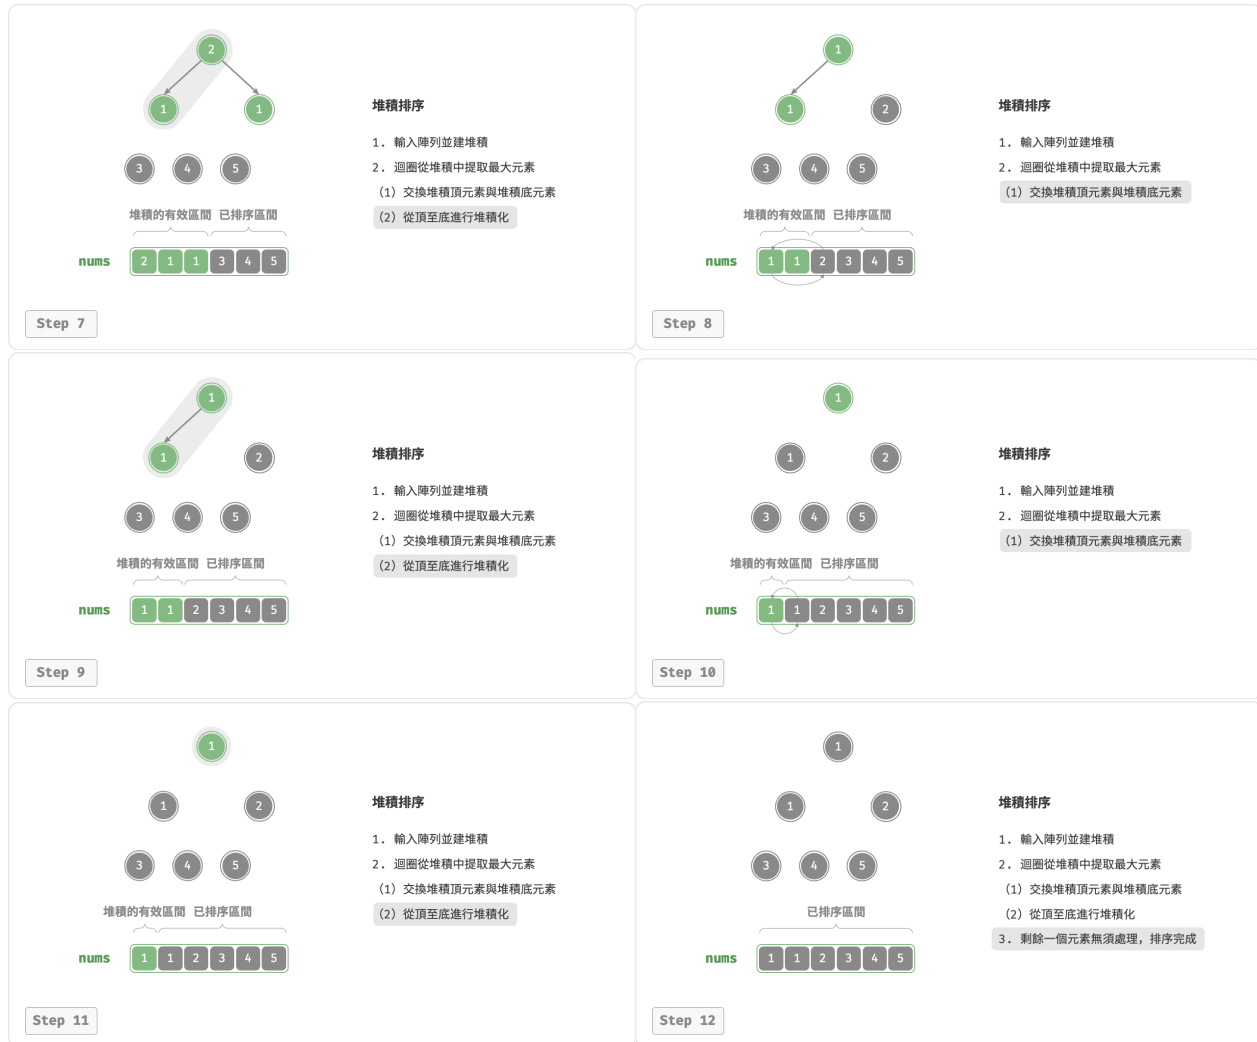 2
1
1
3
4
5
堆積的有效區間 已排序區間
nums 2 1 1 3 4 5
堆積排序
1. 輸入陣列並建堆積
2. 迴圈從堆積中提取最大元素
（1）交換堆積頂元素與堆積底元素
（2）從頂至底進行堆積化
Step 7
1
1
2
3
4
5
堆積的有效區間 已排序區間
nums 1 1 2 3 4 5
堆積排序
1. 輸入陣列並建堆積
2. 迴圈從堆積中提取最大元素
（1）交換堆積頂元素與堆積底元素
Step 8
1
1
2
3
4
5
堆積的有效區間 已排序區間
nums 1 1 2 3 4 5
堆積排序
1. 輸入陣列並建堆積
2. 迴圈從堆積中提取最大元素
（1）交換堆積頂元素與堆積底元素
（2）從頂至底進行堆積化
Step 9
1
1
2
3
4
5
堆積的有效區間 已排序區間
nums 1 1 2 3 4 5
堆積排序
1. 輸入陣列並建堆積
2. 迴圈從堆積中提取最大元素
（1）交換堆積頂元素與堆積底元素
Step 10
1
1
2
3
4
5
堆積的有效區間 已排序區間
nums 1 1 2 3 4 5
堆積排序
1. 輸入陣列並建堆積
2. 迴圈從堆積中提取最大元素
（1）交換堆積頂元素與堆積底元素
（2）從頂至底進行堆積化
Step 11
1
1
2
3
4
5
已排序區間
nums 1 1 2 3 4 5
堆積排序
1. 輸入陣列並建堆積
2. 迴圈從堆積中提取最大元素
（1）交換堆積頂元素與堆積底元素
（2）從頂至底進行堆積化
3. 剩餘一個元素無須處理，排序完成
Step 12